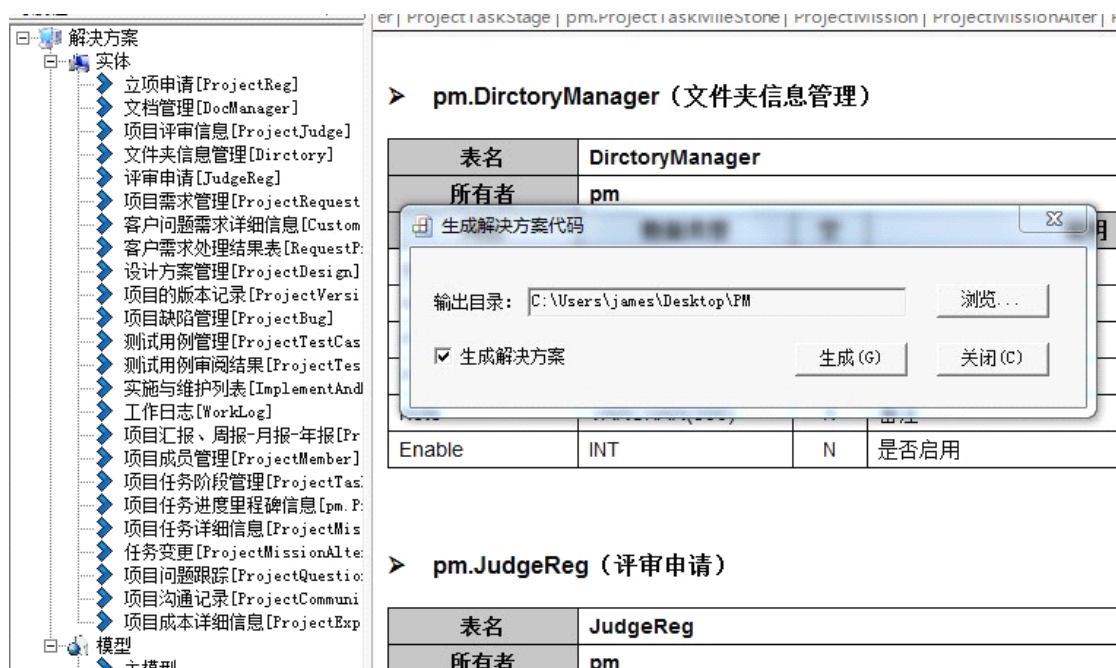 er | ProjectTaskStage | pm.ProjectTaskMileStone | ProjectMission | ProjectMissionAlter |
解决方案
实体
立项申请[ProjectReg]
文档管理[DocManager]
项目评审信息[ProjectJudge]
文件夹信息管理[Dirctory]
评审申请[JudgeReg]
项目需求管理[ProjectRequest
客户问题需求详细信息[Custom
客户需求处理结果表[RequestP
设计方案管理[ProjectDesign]
项目的版本记录[ProjectVersi
项目缺陷管理[ProjectBug]
测试用例管理[ProjectTestCas
测试用例审阅结果[ProjectTes
实施与维护列表[ImplementAnd
工作日志[WorkLog]
项目汇报、周报-月报-年报[Pr
项目成员管理[ProjectMember]
项目任务阶段管理[ProjectTas
项目任务进度里程碑信息[pm.P
项目任务详细信息[ProjectMis
任务变更[ProjectMissionAlte
项目问题跟踪[ProjectQuestio
项目沟通记录[ProjectCommuni
项目成本详细信息[ProjectExp
模型
主模型
➢ pm.DirctoryManager（文件夹信息管理）
表名 DirctoryManager
所有者 pm
生成解决方案代码
输出目录： C:\Users\james\Desktop\PM 浏览...
生成解决方案 生成(G) 关闭(C)
Enable INT N 是否启用
➢ pm.JudgeReg（评审申请）
表名 JudgeReg
所有者 pm